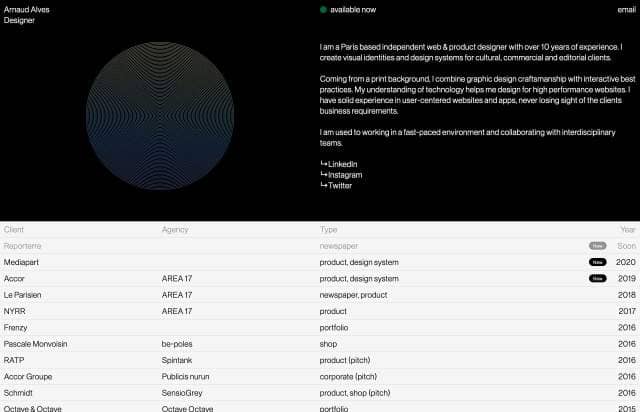 Arnaud Alves
Designer
available now
email
I am a Paris based independent web & product designer with over 10 years of experience. I
create visual identities and design systems for cultural, commercial and editorial clients.
Coming from a print background, I combine graphic design craftsmanship with interactive best
practices. My understanding of technology helps me design for high performance websites. I
have solid experience in user-centered websites and apps, never losing sight of the clients
business requirements.
I am used to working in a fast-paced environment and collaborating with interdisciplinary
teams.
↳LinkedIn
↳Instagram
↳Twitter
Client Agency Type Year
Reporterre newspaper New Soon
Mediapart product, design system New 2020
Accor AREA 17 product, design system New 2019
Le Parisien AREA 17 newspaper, product 2018
NYRR AREA 17 product 2017
Frenzy portfolio 2016
Pascale Monvoisin be-poles shop 2016
RATP Spintank product (pitch) 2016
Accor Groupe Publicis nurun corporate (pitch) 2016
Schmidt SensioGrey product, shop (pitch) 2016
Octave & Octave Octave Octave portfolio 2015